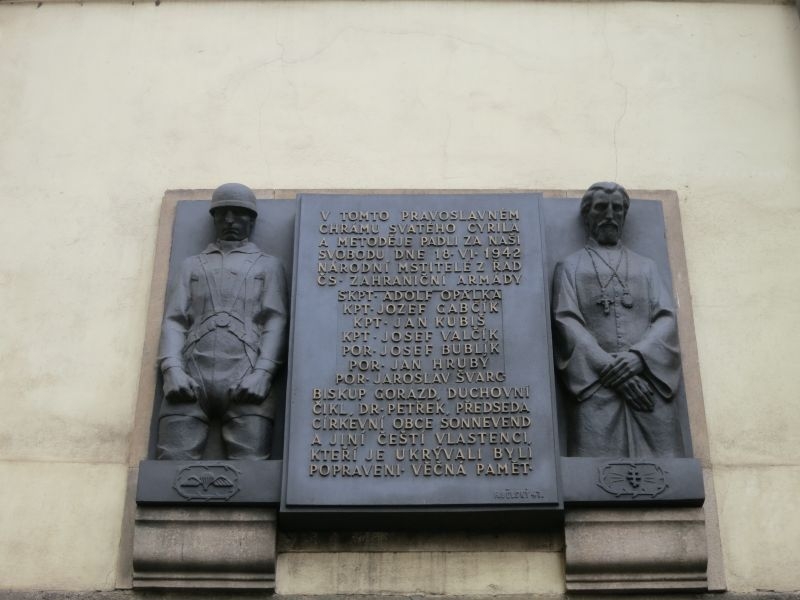 V TOMTO PRAVOSLAVNÉM
CHRÁMU SVATÉHO CYRILA
A METODĚJE PADLI ZA NAŠI
SVOBODU DNE 18·VI·1942
NÁRODNÍ MSTITELÉ Z ŘAD
ČS· ZAHRANIČNÍ ARMÁDY
ŠKPT· ADOLF OPÁLKA
KPT· JOZEF GABČÍK
KPT· JAN KUBIŠ
KPT· JOSEF VALČÍK
POR· JOSEF BUBLÍK
POR· JAN HRUBÝ
POR· JAROSLAV ŠVARC
BISKUP GORAZD, DUCHOVNÍ
ČIKL, DR· PETŘEK, PŘEDSEDA
CÍRKEVNÍ OBCE SONNEVEND
A JINÍ ČEŠTÍ VLASTENCI,
KTEŘÍ JE UKRÝVALI BYLI
POPRAVENI· VĚČNÁ PAMĚŤ·